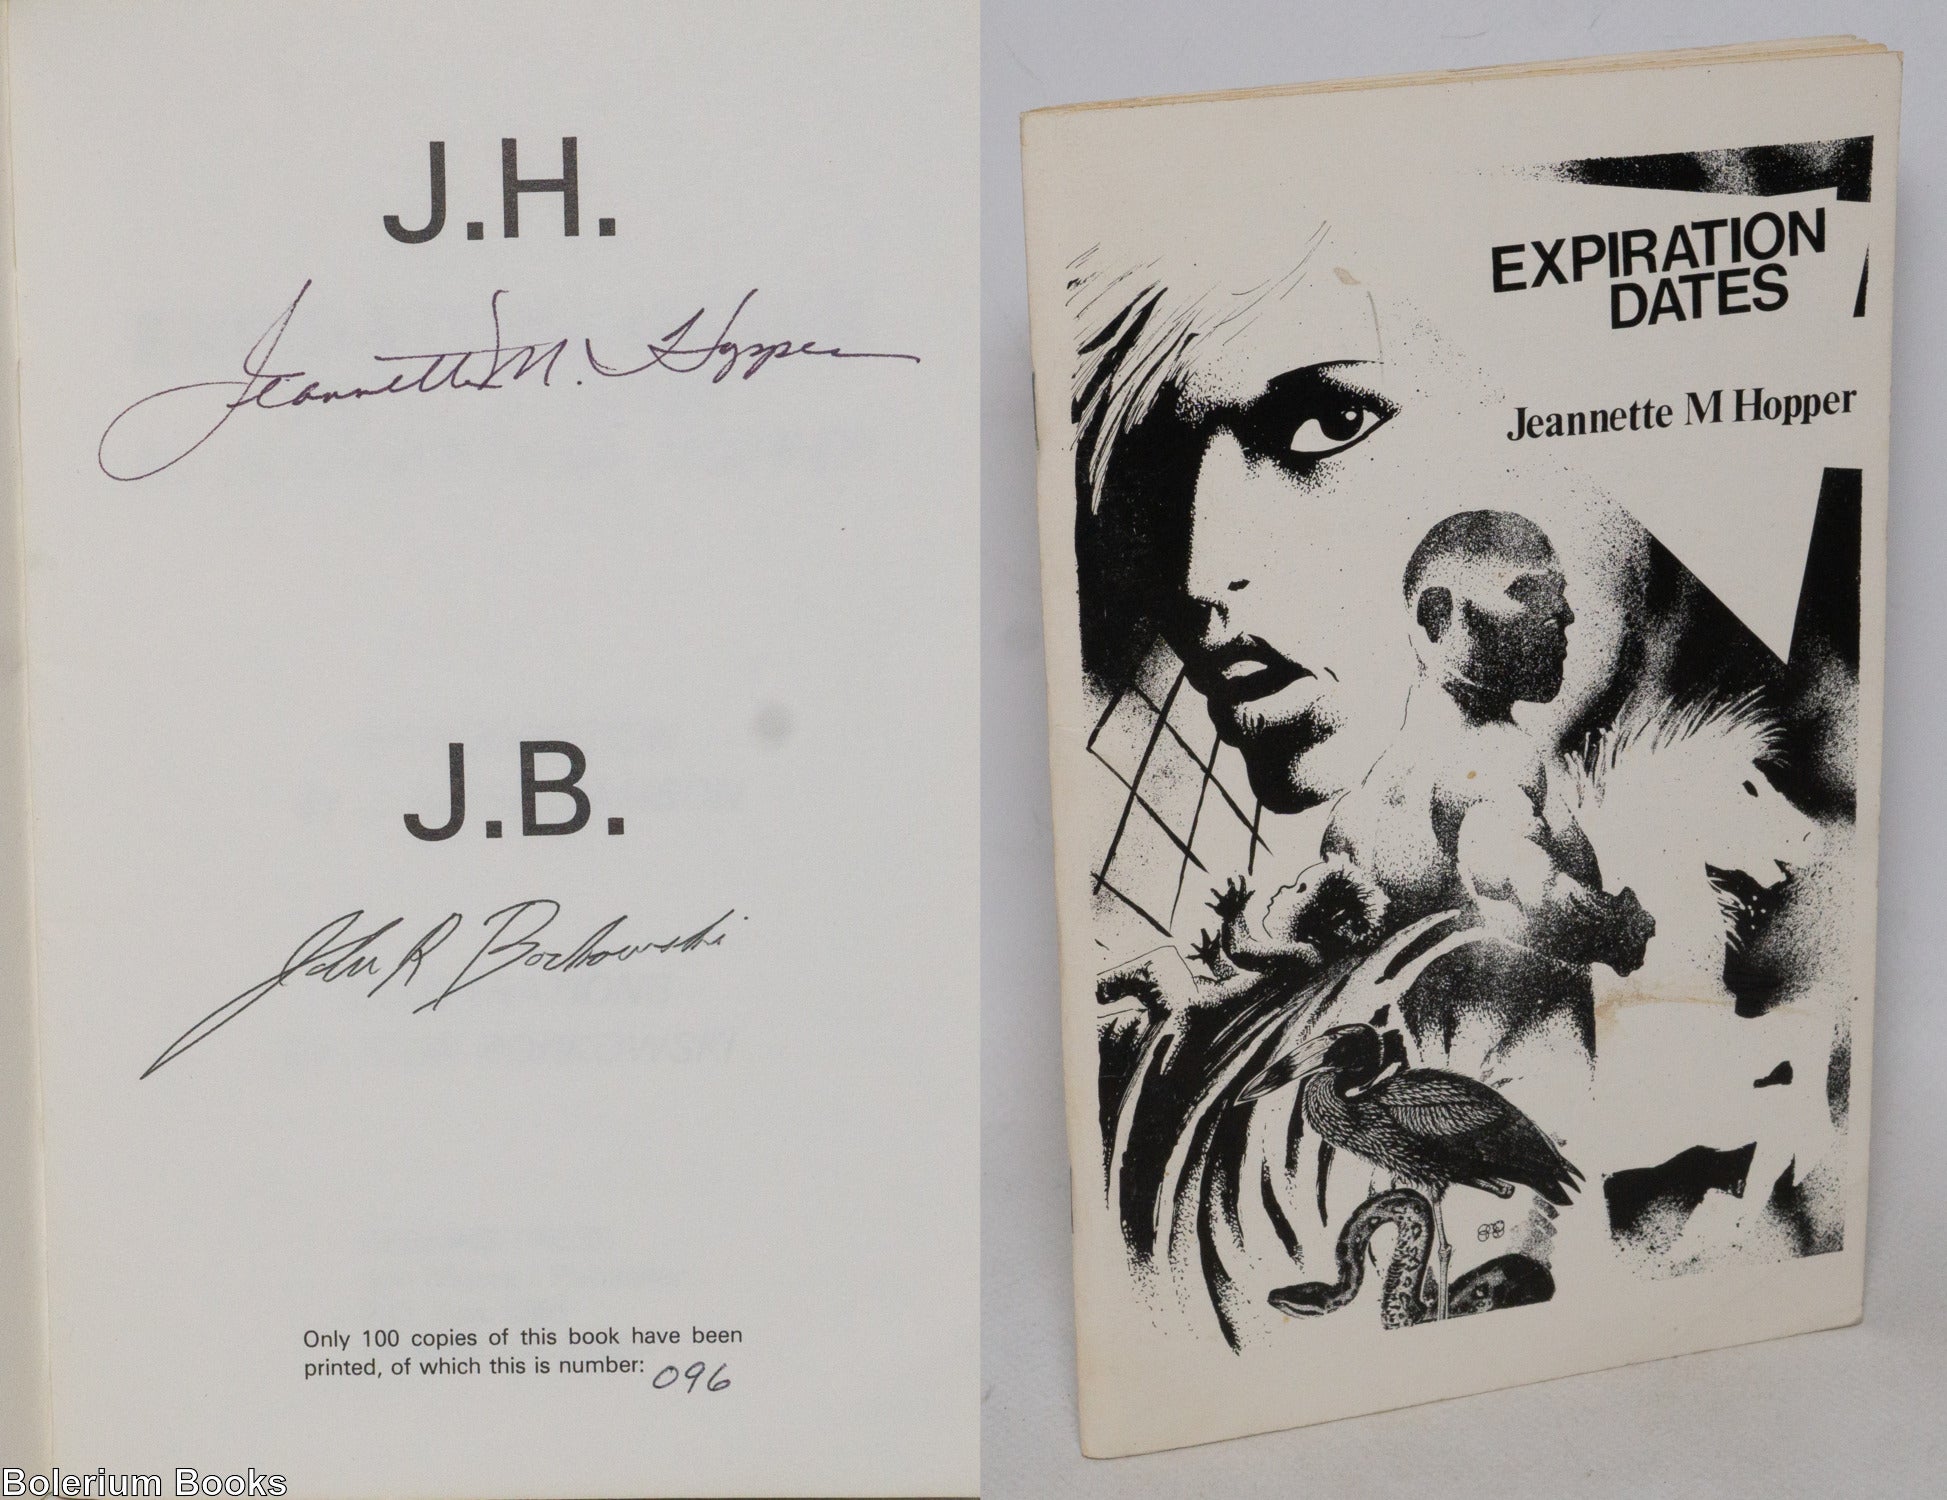 J.H.
Jeannette M. Hopper
J.B.
John R Bochowski
Only 100 copies of this book have been
printed, of which this is number: 096
Bolerium Books
EXPIRATION
DATES
Jeannette M Hopper